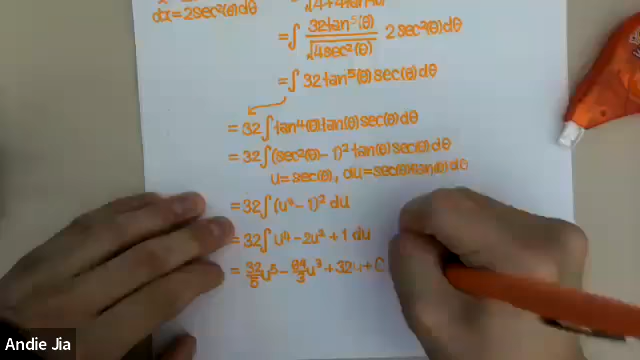 dx = 2sec²(θ)dθ
√4+4tan²θ
= ∫ 32tan⁵(θ) / √4sec²(θ) 2sec²(θ)dθ
= ∫ 32tan⁵(θ)sec(θ)dθ
= 32∫tan⁴(θ)tan(θ)sec(θ)dθ
= 32∫(sec²(θ)-1)² tan(θ)sec(θ)dθ
u = sec(θ), du = sec(θ)tan(θ)dθ
= 32∫(u²-1)² du
= 32∫u⁴-2u²+1 du
= 32/5 u⁵ - 64/3 u³ + 32u + C
Andie Jia